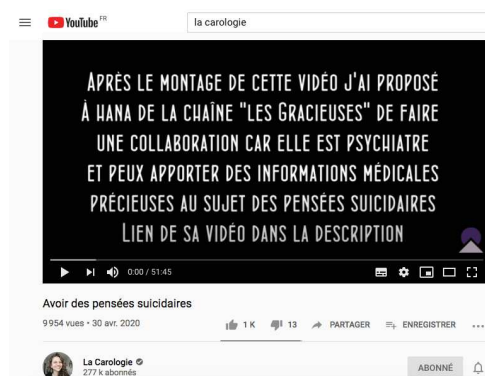 YouTube FR
la carologie
APRÈS LE MONTAGE DE CETTE VIDÉO J'AI PROPOSÉ
À HANA DE LA CHAÎNE "LES GRACIEUSES" DE FAIRE
UNE COLLABORATION CAR ELLE EST PSYCHIATRE
ET PEUX APPORTER DES INFORMATIONS MÉDICALES
PRÉCIEUSES AU SUJET DES PENSÉES SUICIDAIRES
LIEN DE SA VIDÉO DANS LA DESCRIPTION
0:00 / 51:45
Avoir des pensées suicidaires
9 954 vues • 30 avr. 2020 1 K 13 PARTAGER ENREGISTRER
La Carologie
277 k abonnés
ABONNÉ